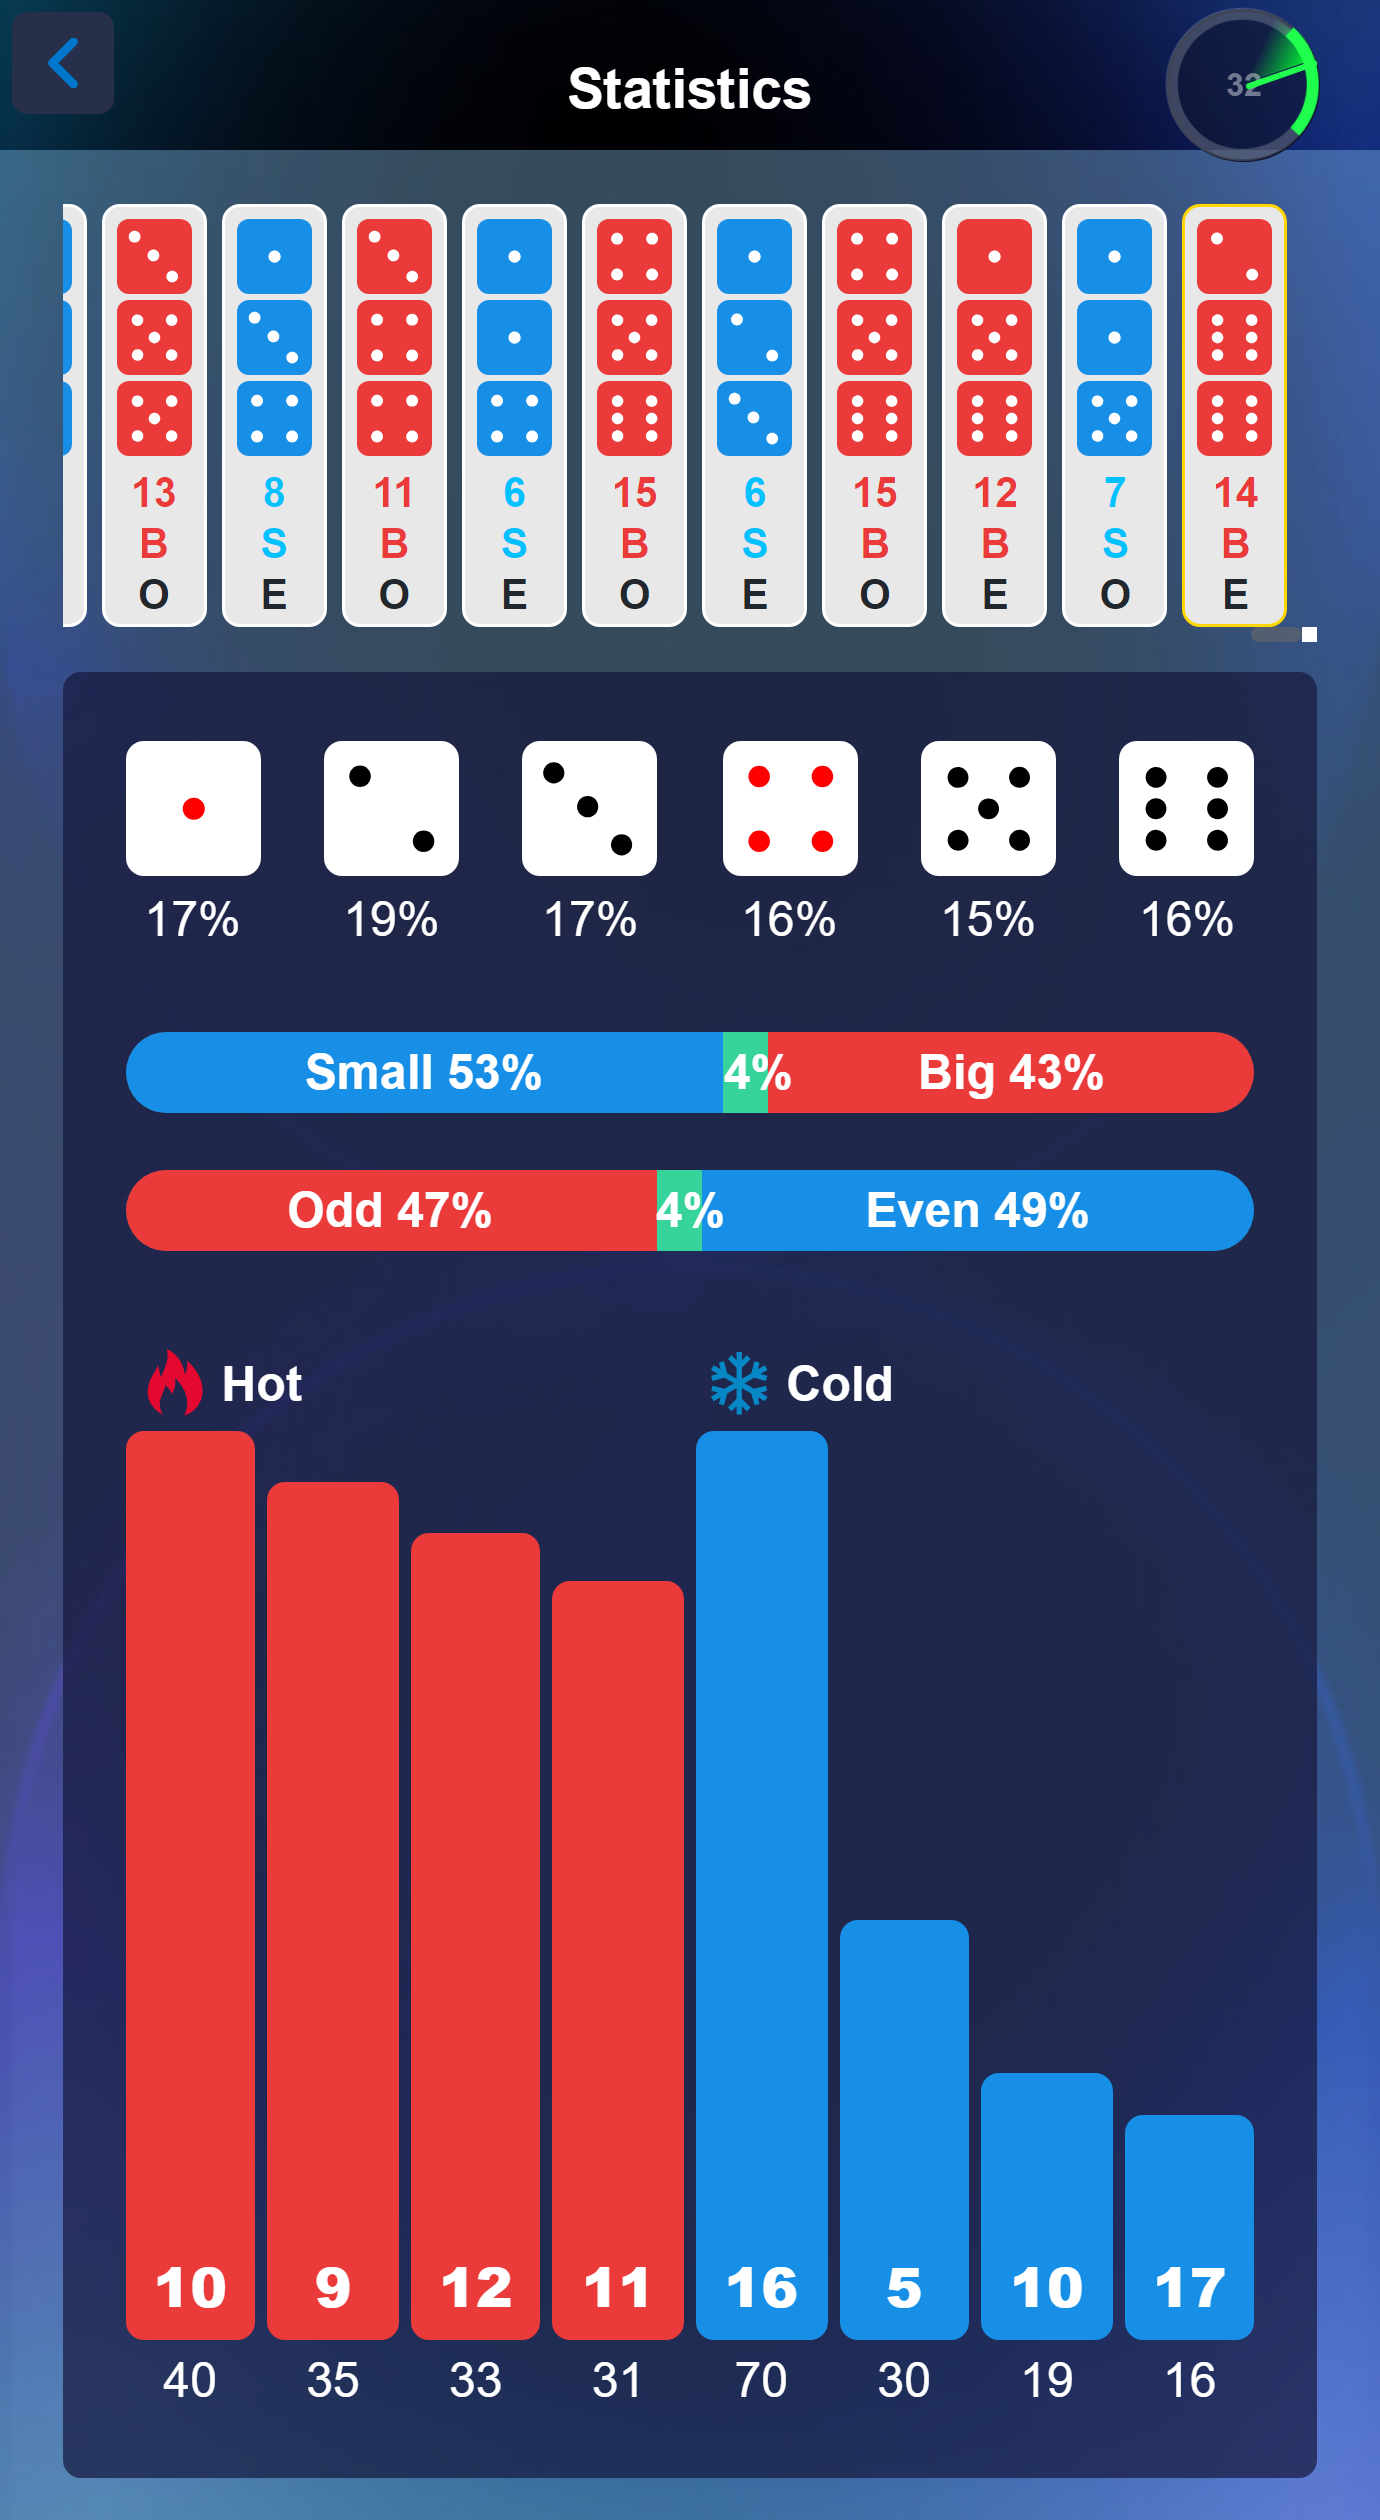 Statistics
32
13 8 11 6 15 6 15 12 7 14
B S B S B S B B S B
O E O E O E O E O E
17% 19% 17% 16% 15% 16%
Small 53% 4% Big 43%
Odd 47% 4% Even 49%
Hot Cold
10 9 12 11 16 5 10 17
40 35 33 31 70 30 19 16